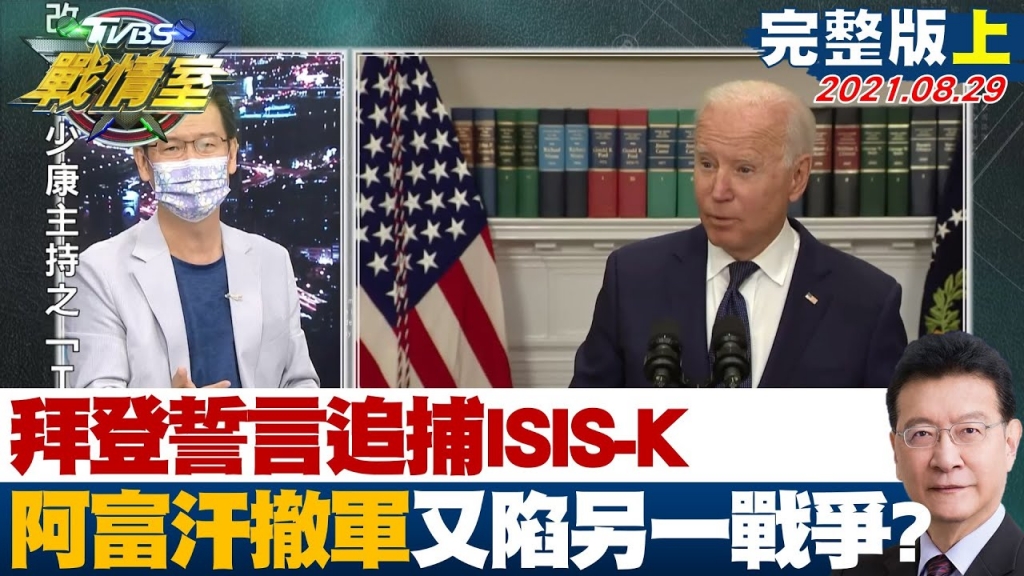 TVBS
戰情室
完整版上
2021.08.29
改
少康主持之「T
拜登誓言追捕ISIS-K
阿富汗撤軍又陷另一戰爭?